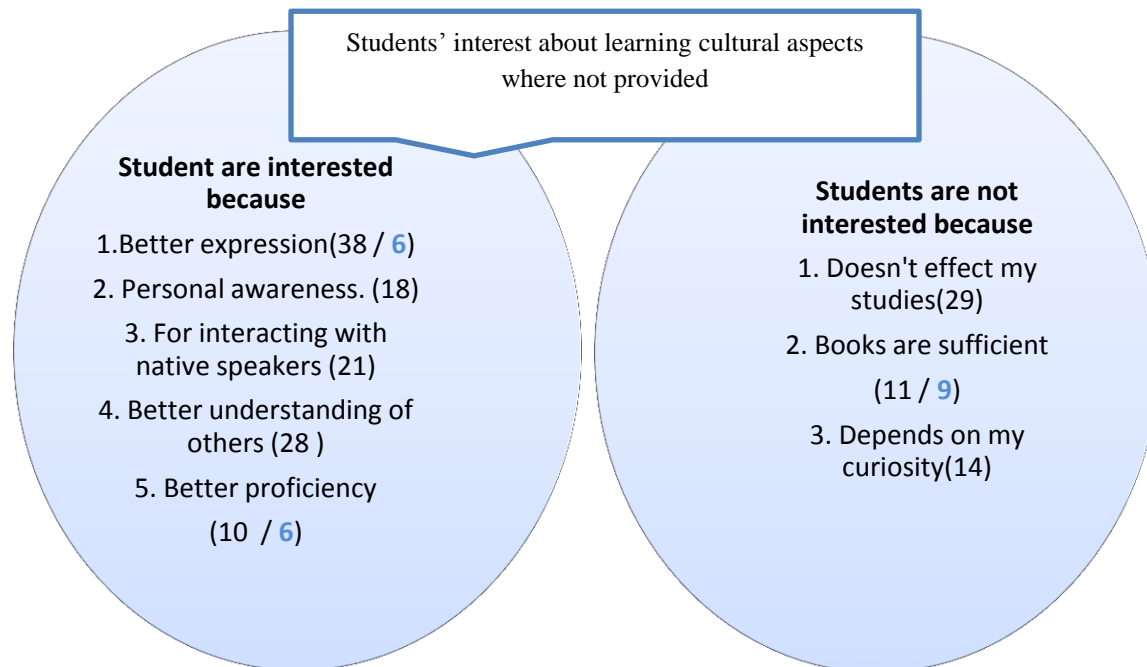 Students’ interest about learning cultural aspects
where not provided
Student are interested
because
1.Better expression(38 / 6)
2. Personal awareness. (18)
3. For interacting with
native speakers (21)
4. Better understanding of
others (28 )
5. Better proficiency
(10 / 6)
Students are not
interested because
1. Doesn't effect my
studies(29)
2. Books are sufficient
(11 / 9)
3. Depends on my
curiosity(14)